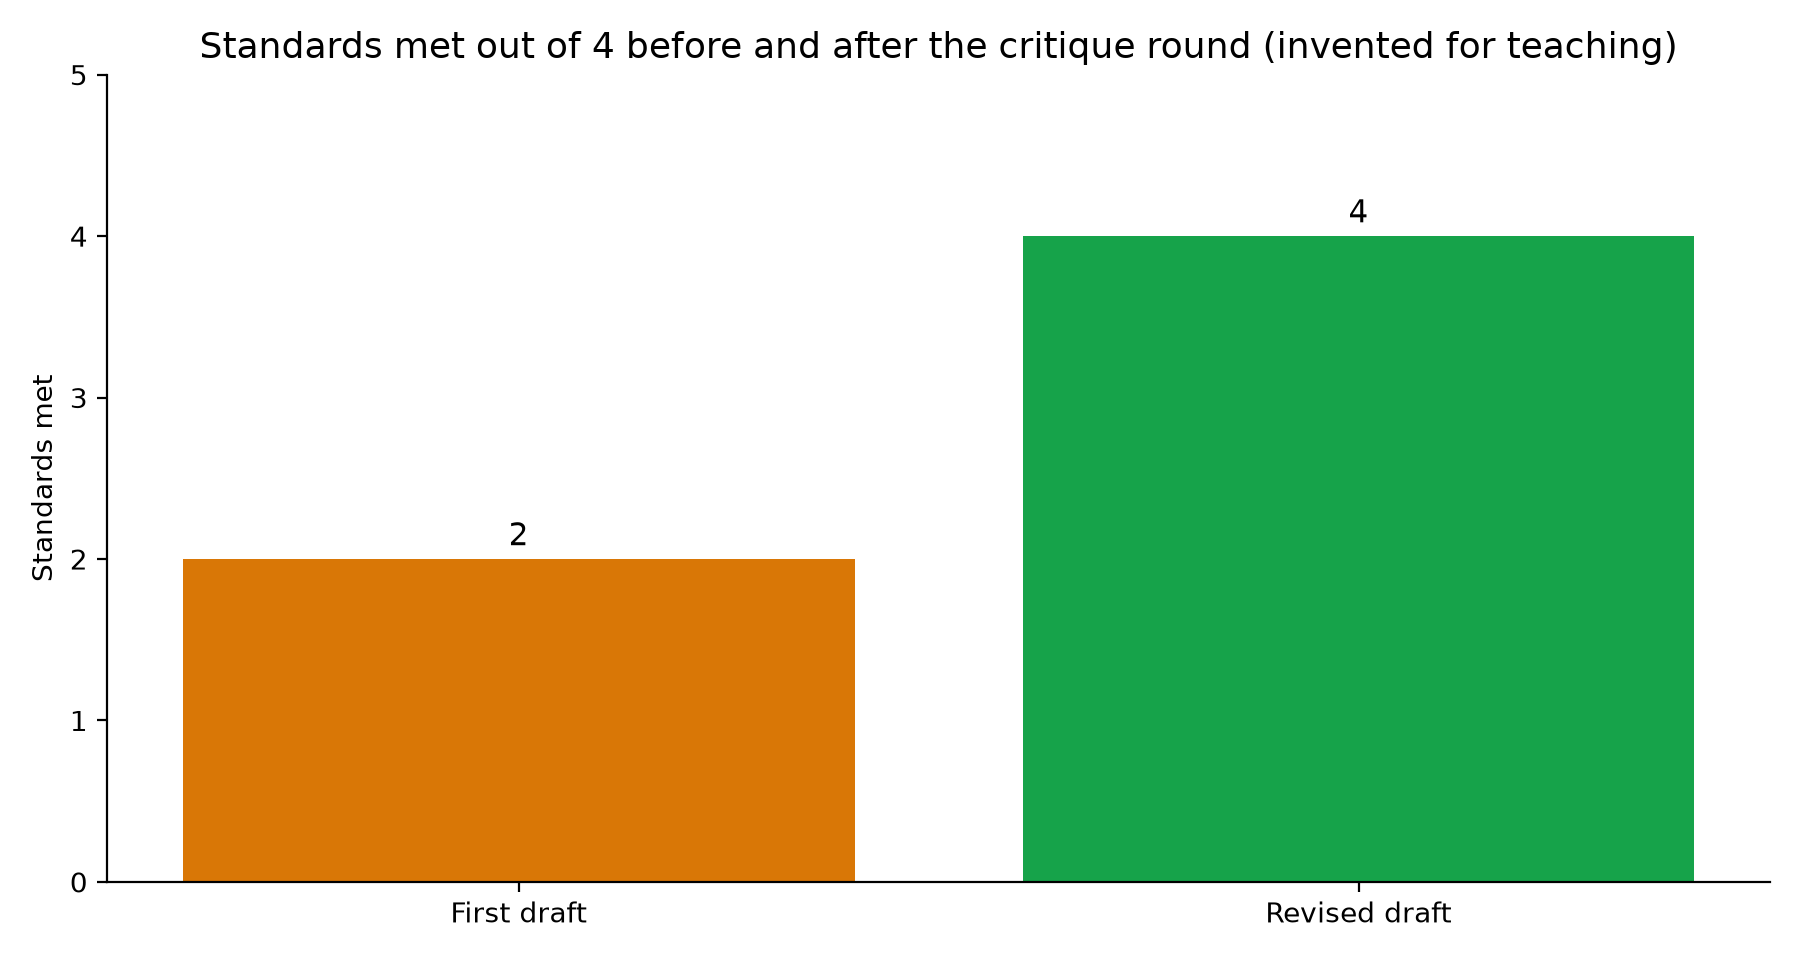 Standards met out of 4 before and after the critique round (invented for teaching)
5
4
3
2
1
0
Standards met
2
4
First draft
Revised draft